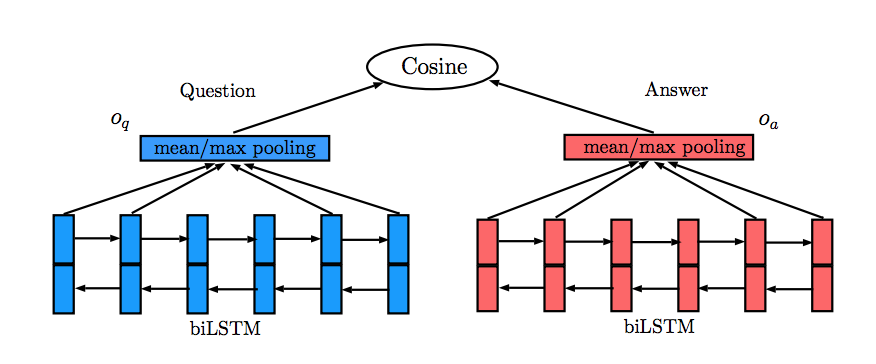 Cosine
Question
Answer
o_q
o_a
mean/max pooling
mean/max pooling
biLSTM
biLSTM